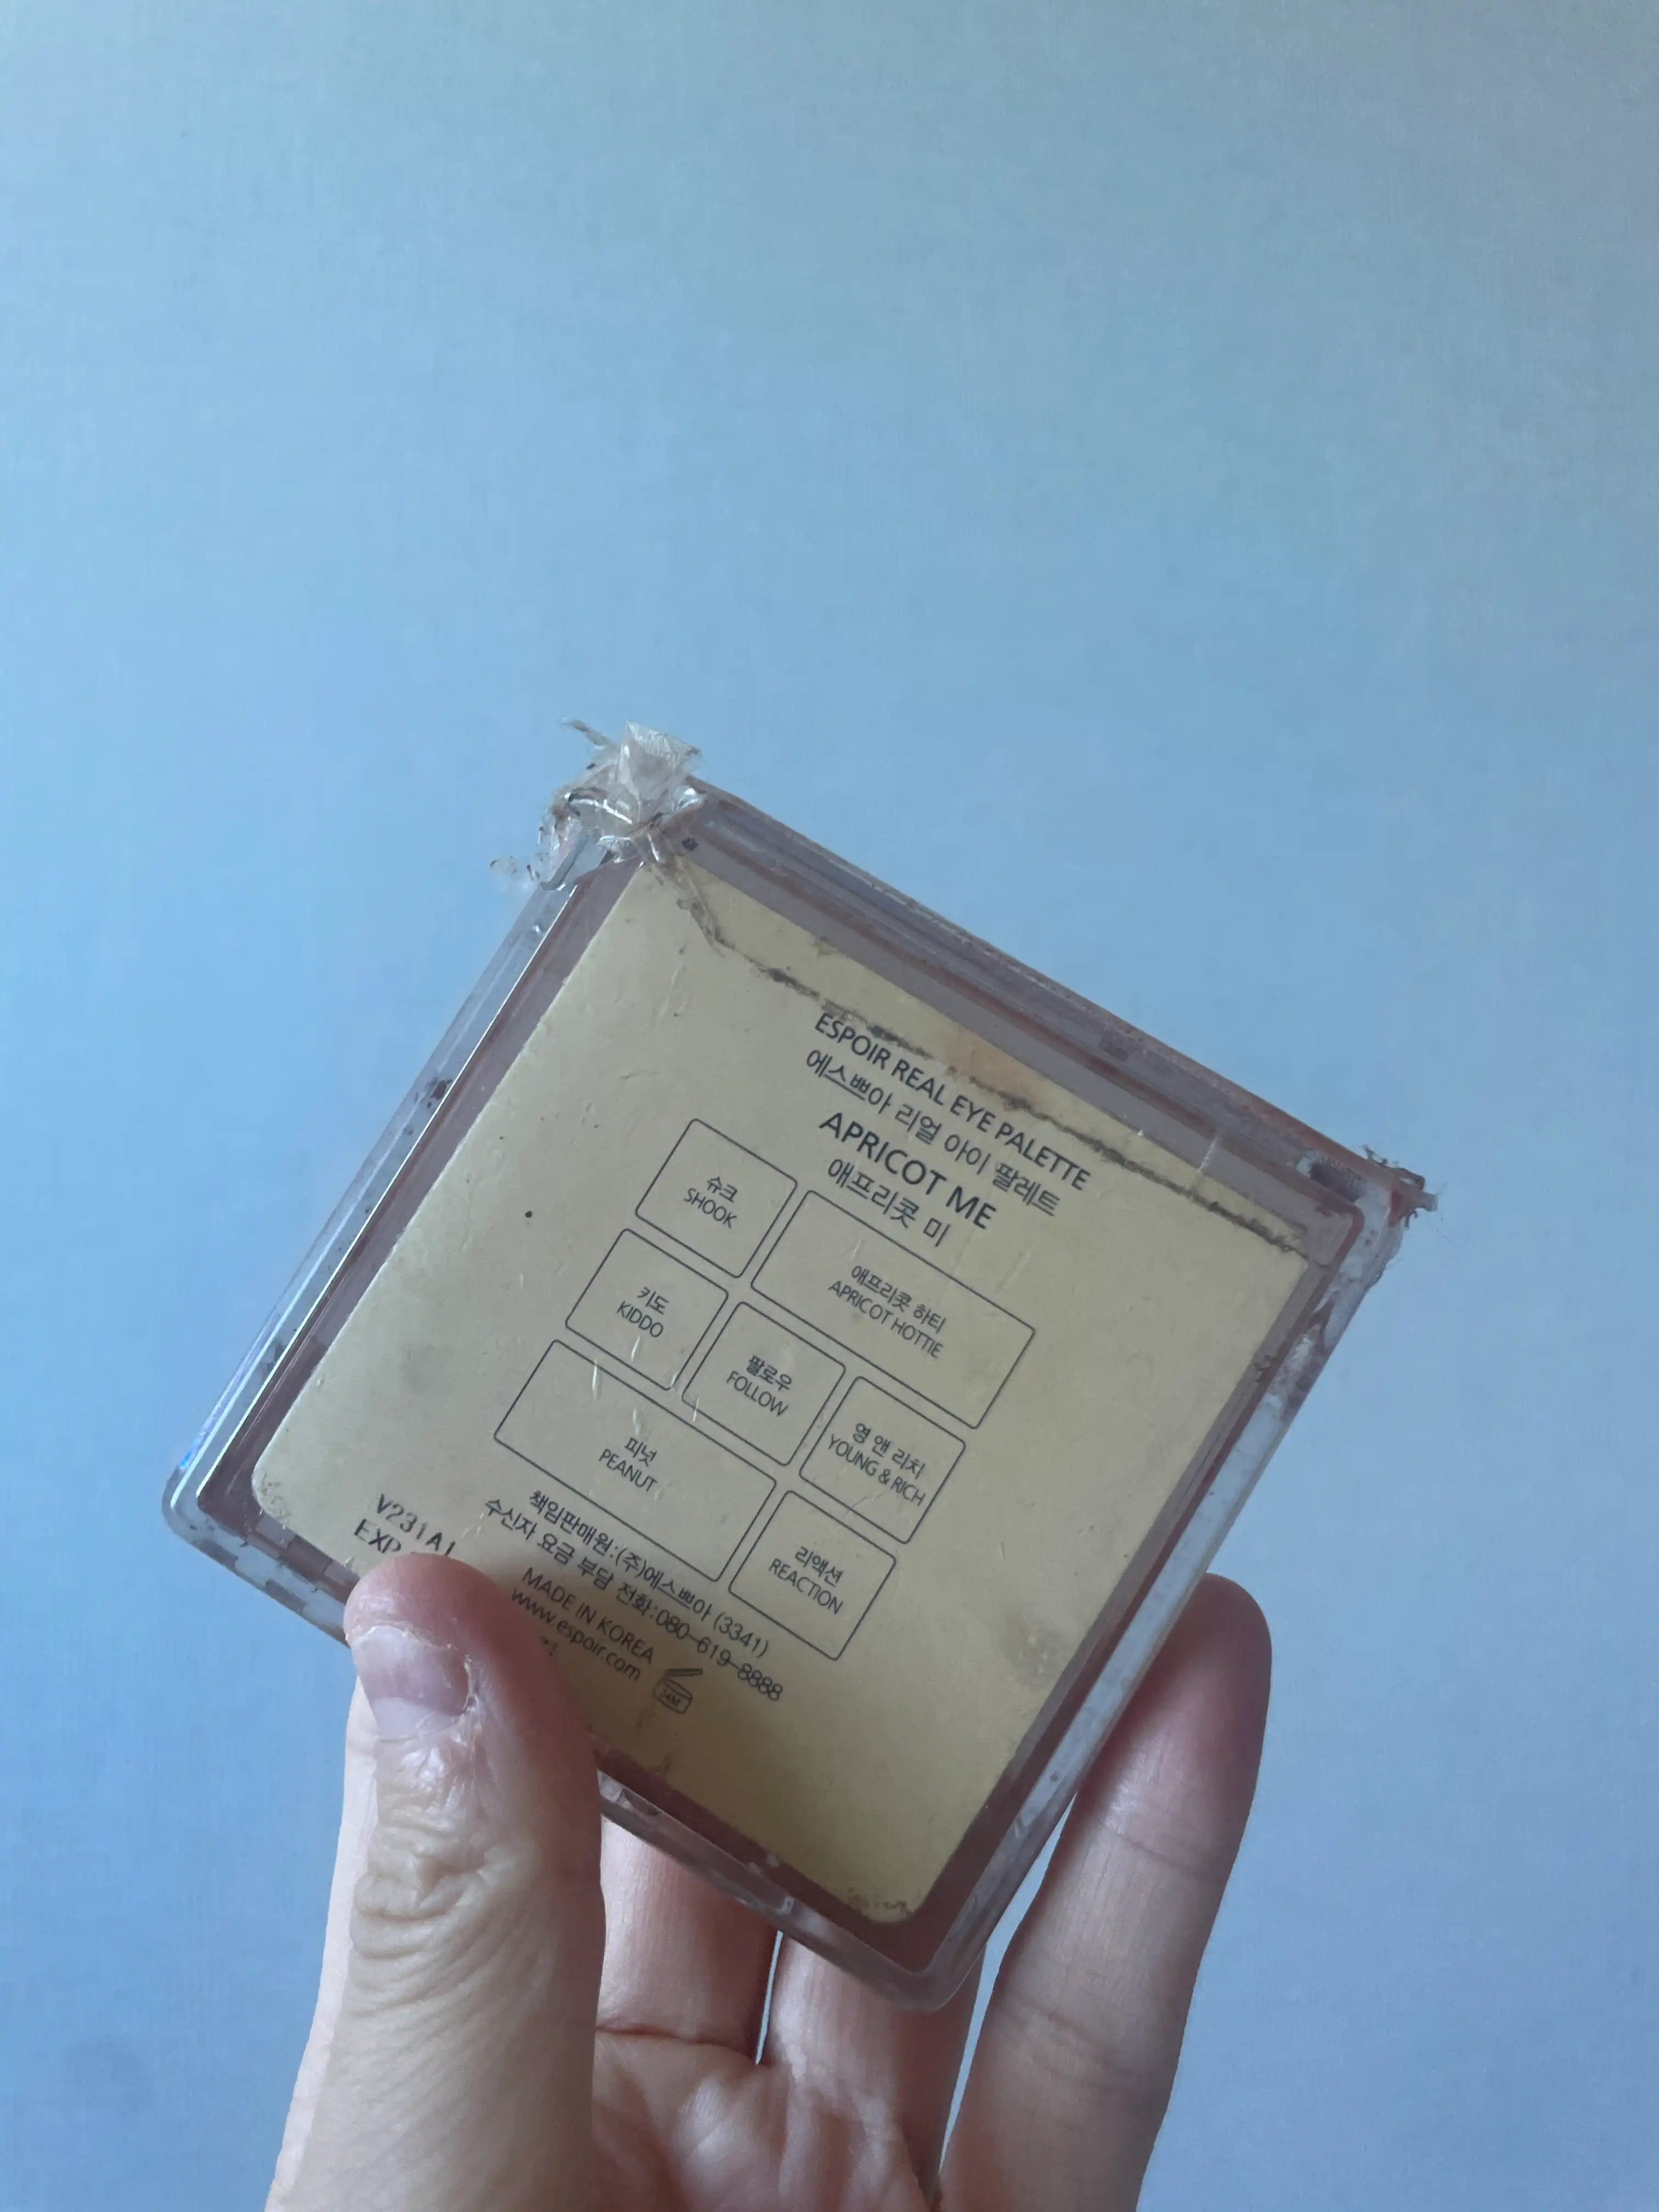 ESPOIR REAL EYE PALETTE
에스쁘아 리얼 아이 팔레트
APRICOT ME
애프리콧 미
슈크
SHOOK
애프리콧 하티
APRICOT HOTTIE
키도
KIDDO
팔로우
FOLLOW
영 앤 리치
YOUNG & RICH
피넛
PEANUT
리액션
REACTION
책임판매원:(주)에스쁘아 (3341)
수신자 요금 부담 전화:080-619-8888
MADE IN KOREA
www.espoir.com
V231A
EXP